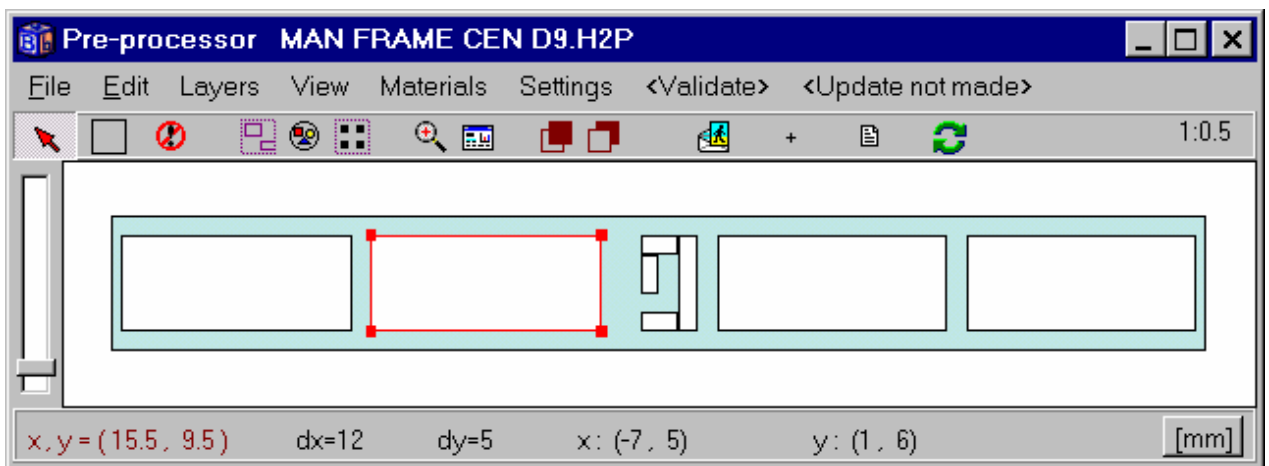 Pre-processor MAN FRAME CEN D9.H2P
File Edit Layers View Materials Settings <Validate> <Update not made>
+ 1:0.5
x,y=(15.5, 9.5) dx=12 dy=5 x: (-7, 5) y: (1, 6) [mm]